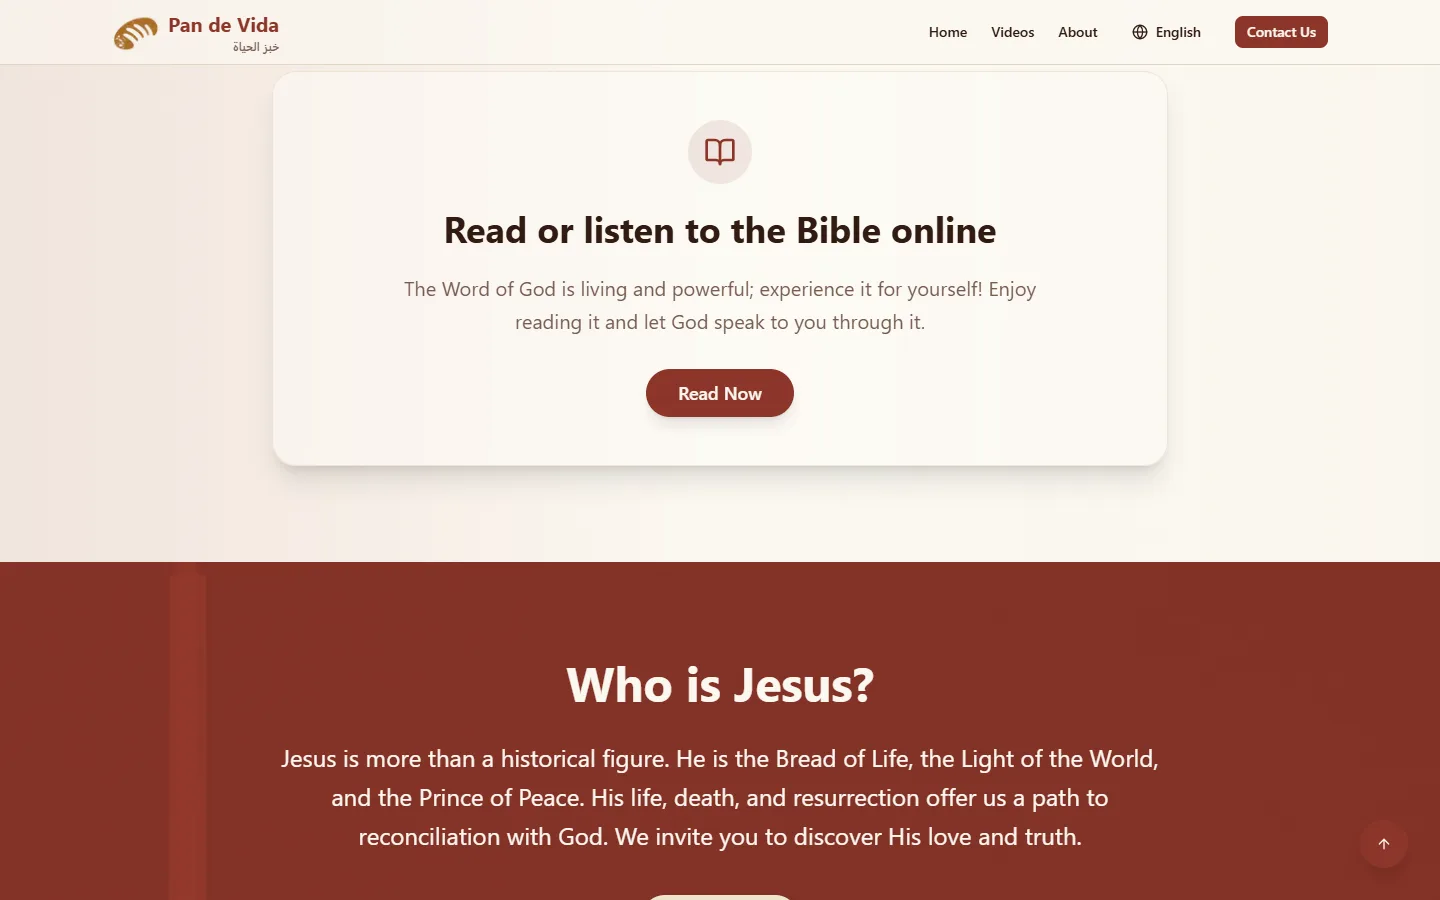 Pan de Vida
خبز الحياة
Home
Videos
About
English
Contact Us
Read or listen to the Bible online
The Word of God is living and powerful; experience it for yourself! Enjoy
reading it and let God speak to you through it.
Read Now
Who is Jesus?
Jesus is more than a historical figure. He is the Bread of Life, the Light of the World,
and the Prince of Peace. His life, death, and resurrection offer us a path to
reconciliation with God. We invite you to discover His love and truth.